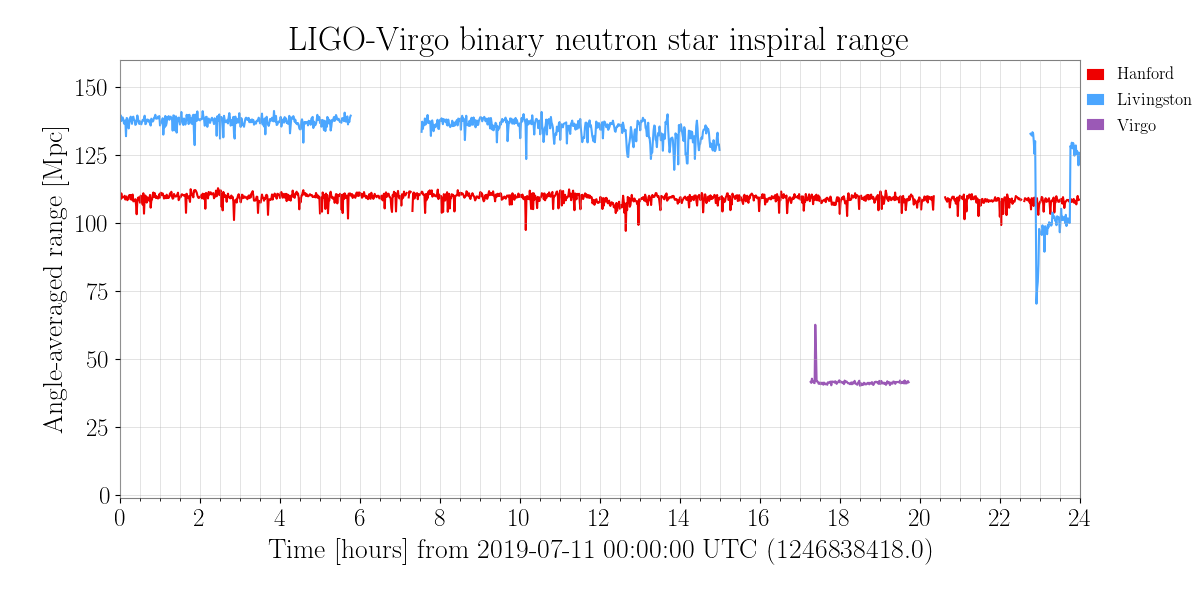 LIGO-Virgo binary neutron star inspiral range
Hanford
Livingston
Virgo
Angle-averaged range [Mpc]
150
125
100
75
50
25
0
0 2 4 6 8 10 12 14 16 18 20 22 24
Time [hours] from 2019-07-11 00:00:00 UTC (1246838418.0)